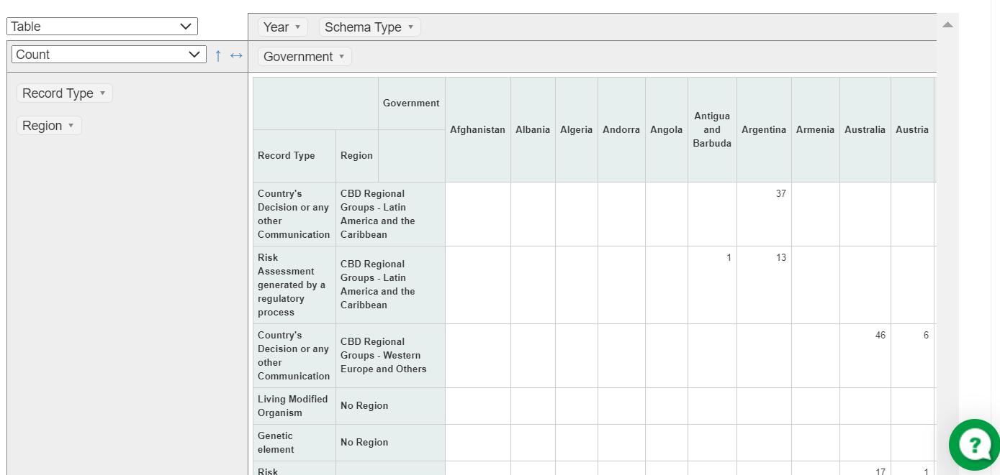 Table
Year ▾ Schema Type ▾
Count ↑ ↔
Government ▾
Record Type ▾
Region ▾
Government
Record Type Region
Afghanistan Albania Algeria Andorra Angola Antigua and Barbuda Argentina Armenia Australia Austria
Country's
Decision or any
other
Communication
CBD Regional
Groups - Latin
America and the
Caribbean
37
Risk
Assessment
generated by a
regulatory
process
CBD Regional
Groups - Latin
America and the
Caribbean
1 13
Country's
Decision or any
other
Communication
CBD Regional
Groups - Western
Europe and Others
46 6
Living Modified
Organism
No Region
Genetic
element
No Region
Risk
17 1
?